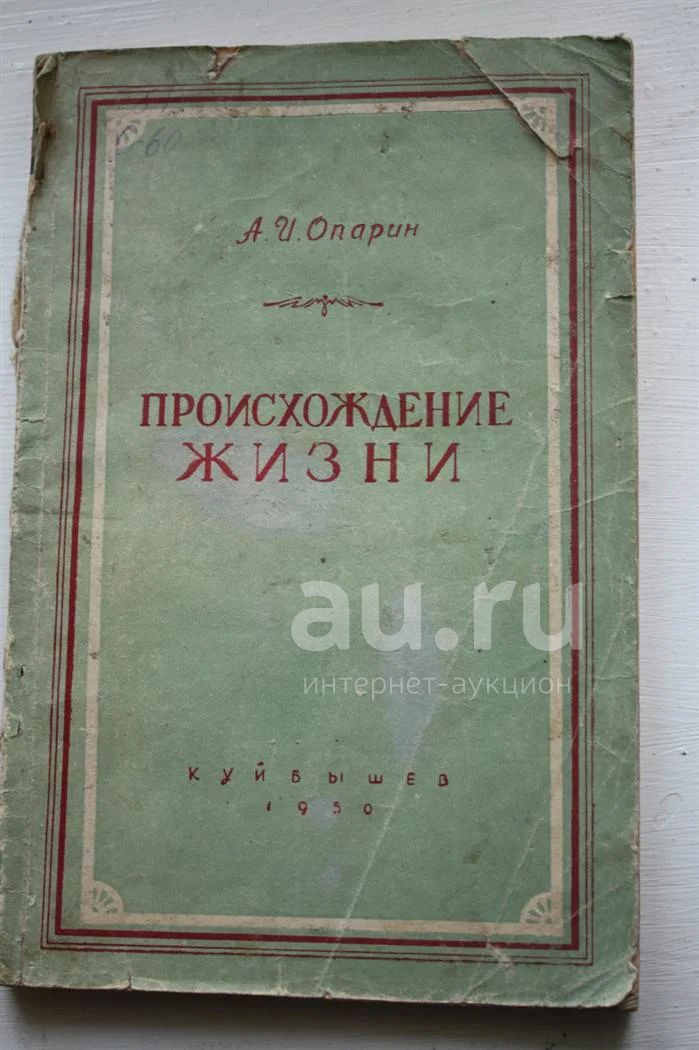 60
А. И. Опарин
ПРОИСХОЖДЕНИЕ
ЖИЗНИ
au.ru
интернет-аукцион
КУЙБЫШЕВ
1950